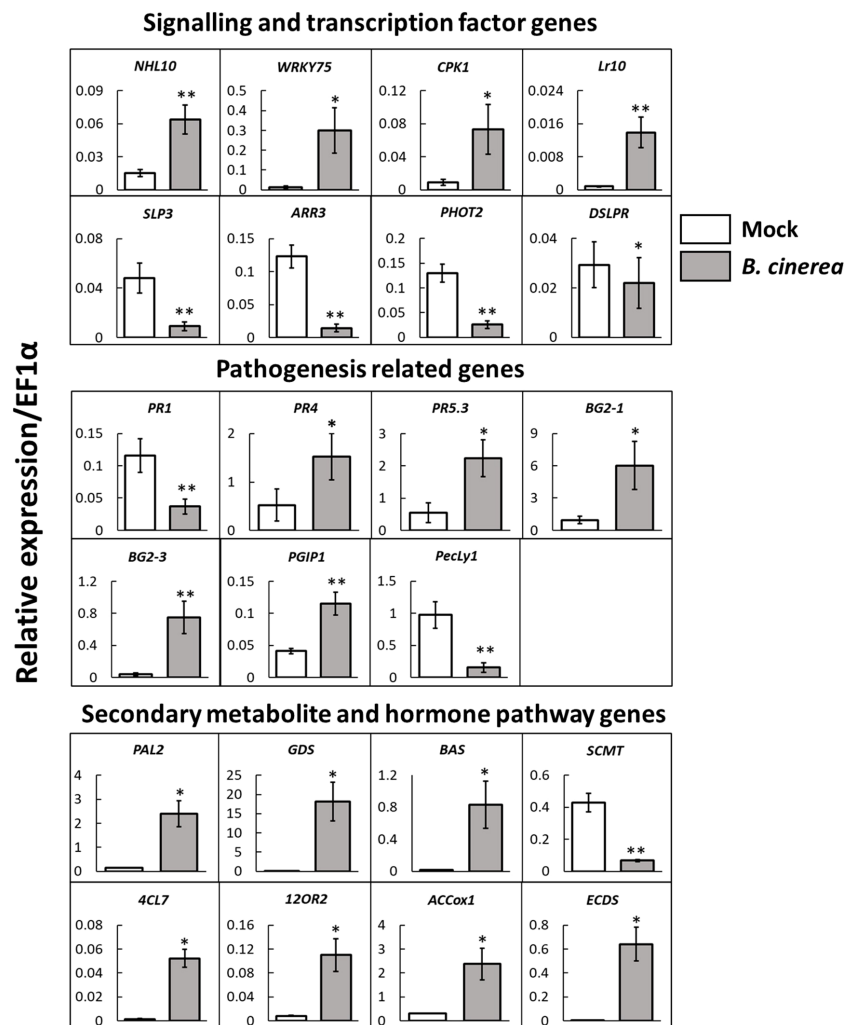 Signalling and transcription factor genes
NHL10 WRKY75 CPK1 Lr10
0.09 0.5 0.12 0.024
** * * **
0.4
0.06 0.3 0.08 0.016
0.03 0.2 0.04 0.008
0.1
0 0 0 0
SLP3 ARR3 PHOT2 DSLPR
0.08 0.15 0.2 0.04
Mock
0.15 *
0.04 0.1 0.1 0.02
B. cinerea
** 0.05 ** 0.05 **
0 0 0 0
Relative expression/EF1α
Pathogenesis related genes
PR1 PR4 PR5.3 BG2-1
0.15 2 3 9
* * *
0.1 2 6
** 1
0.05 1 3
0 0 0 0
BG2-3 PGIP1 PecLy1
1.2 0.15 1.5
** **
0.8 0.1 1
0.4 0.05 0.5 **
0 0 0
Secondary metabolite and hormone pathway genes
PAL2 GDS BAS SCMT
4 25 1.2 0.6
* * *
3 20 0.8 0.4
2 15
10 0.4 0.2
1 5 **
0 0 0 0
4CL7 12OR2 ACCox1 ECDS
0.08 0.16 4 0.8
* * * *
0.06 0.12 3 0.6
0.04 0.08 2 0.4
0.02 0.04 1 0.2
0 0 0 0